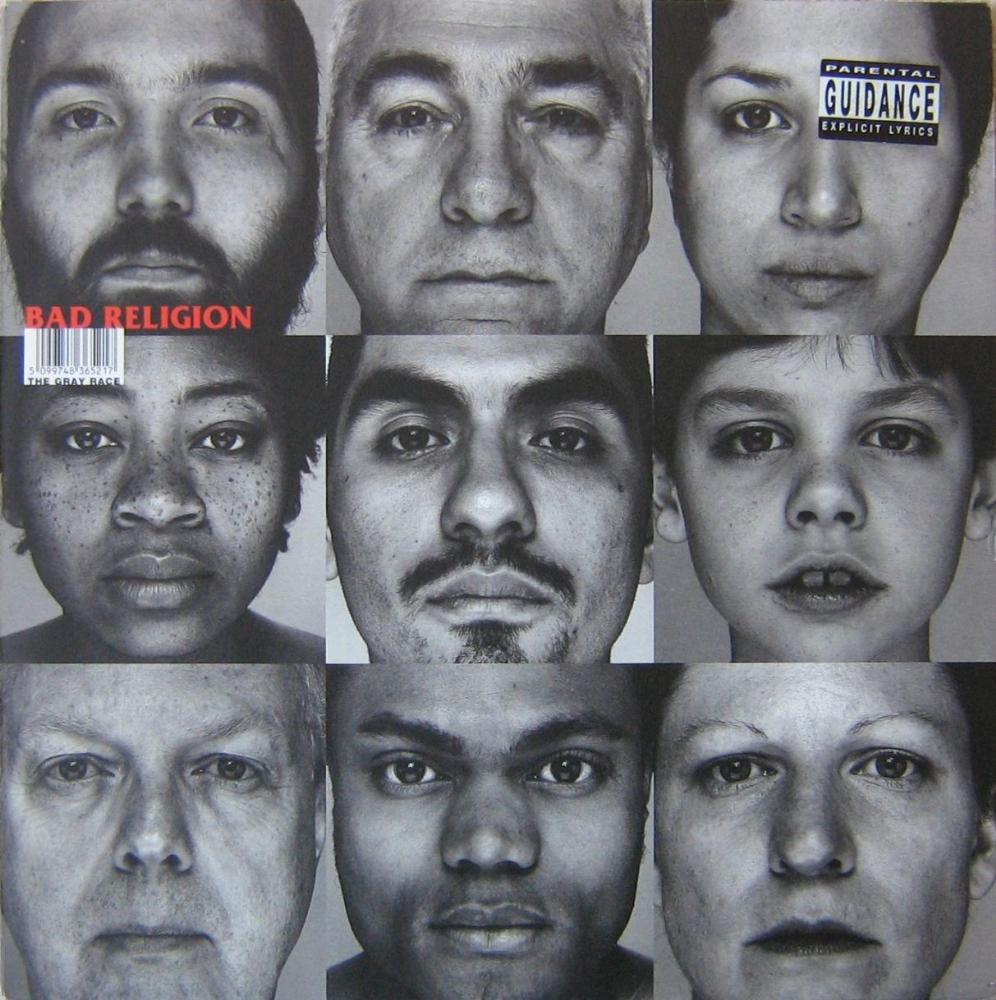 PARENTAL
GUIDANCE
EXPLICIT LYRICS
BAD RELIGION
5 099748 365217
THE GRAY RACE